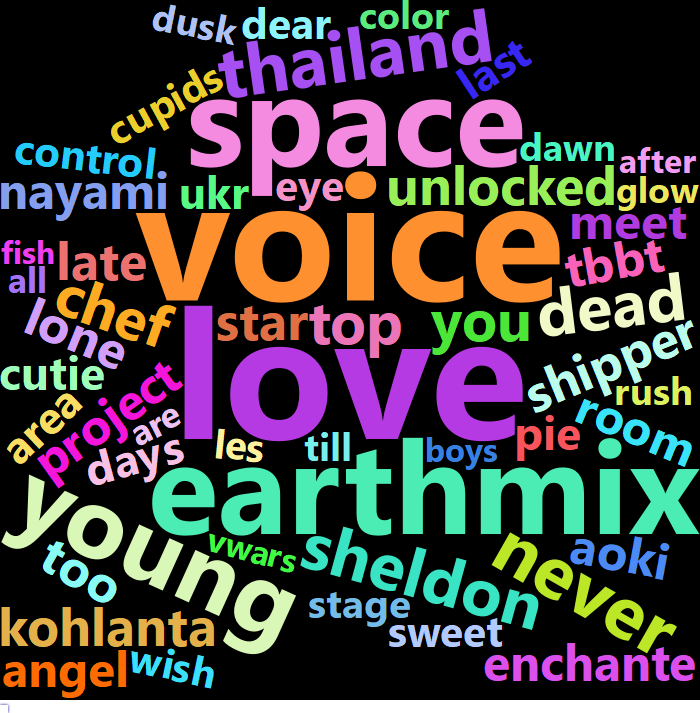 dusk
dear
color
thailand
last
cupids
space
control
dawn
after
nayami
ukr
eye
unlocked
glow
voice
meet
fish
late
tbbt
all
chef
lone
star
top
you
dead
love
shipper
cutie
rush
project
area
are
room
days
les
till
boys
pie
earthmix
young
vwars
sheldon
never
aoki
too
stage
kohlanta
sweet
angel
wish
enchante